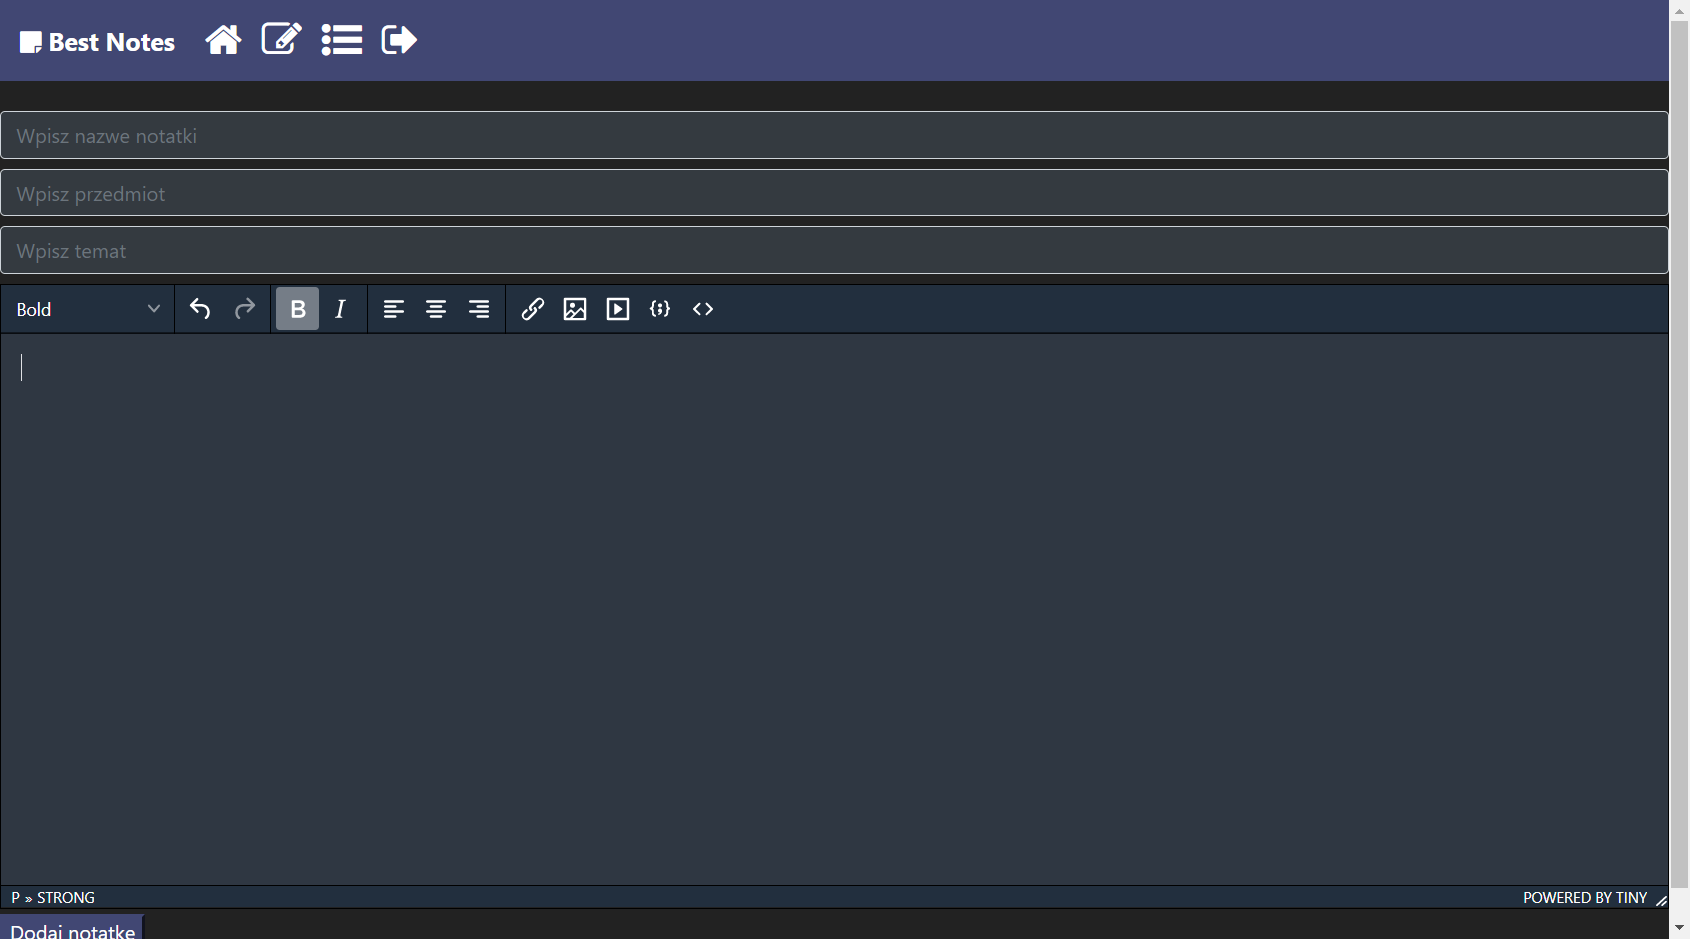 Best Notes
Wpisz nazwe notatki
Wpisz przedmiot
Wpisz temat
Bold B I
P » STRONG POWERED BY TINY
Dodaj notatke